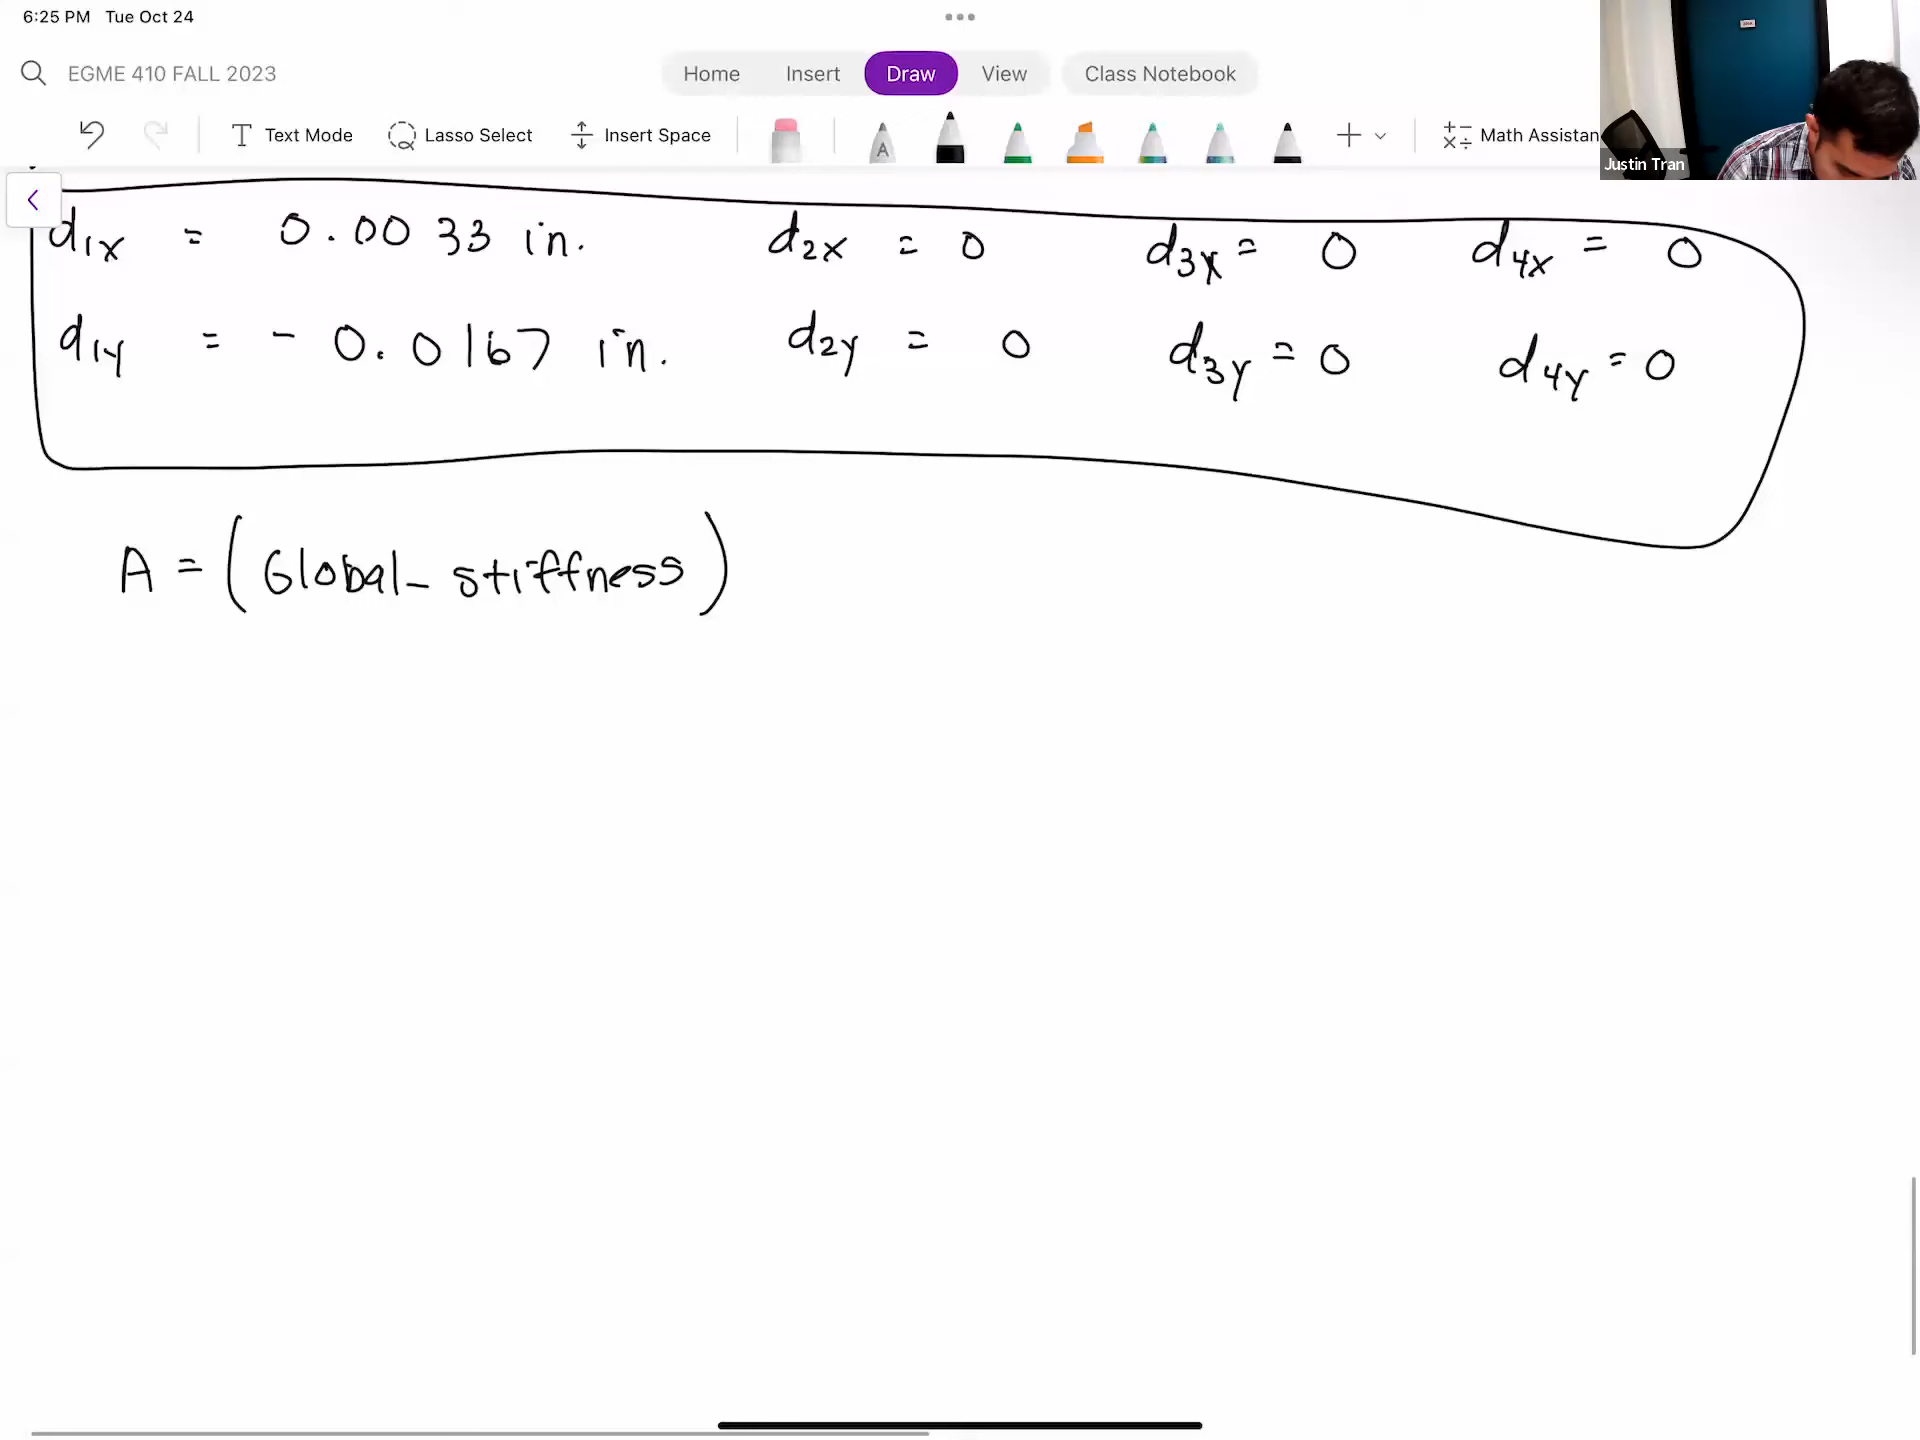 6:25 PM Tue Oct 24
EGME 410 FALL 2023
Home Insert Draw View Class Notebook
Text Mode Lasso Select Insert Space A Math Assistan
Justin Tran
d1x = 0.0033 in. d2x = 0 d3x = 0 d4x = 0
d1y = - 0.0167 in. d2y = 0 d3y = 0 d4y = 0
A = (Global_stiffness)